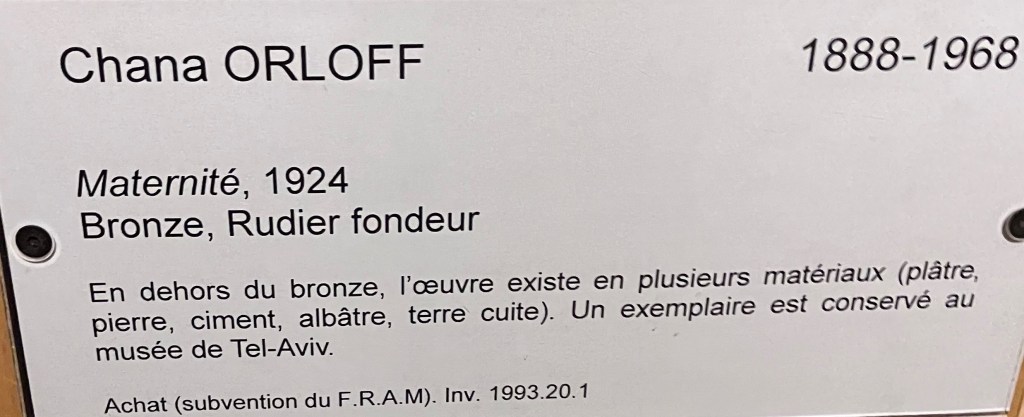 Chana ORLOFF 1888-1968
Maternité, 1924
Bronze, Rudier fondeur
En dehors du bronze, l'œuvre existe en plusieurs matériaux (plâtre,
pierre, ciment, albâtre, terre cuite). Un exemplaire est conservé au
musée de Tel-Aviv.
Achat (subvention du F.R.A.M). Inv. 1993.20.1